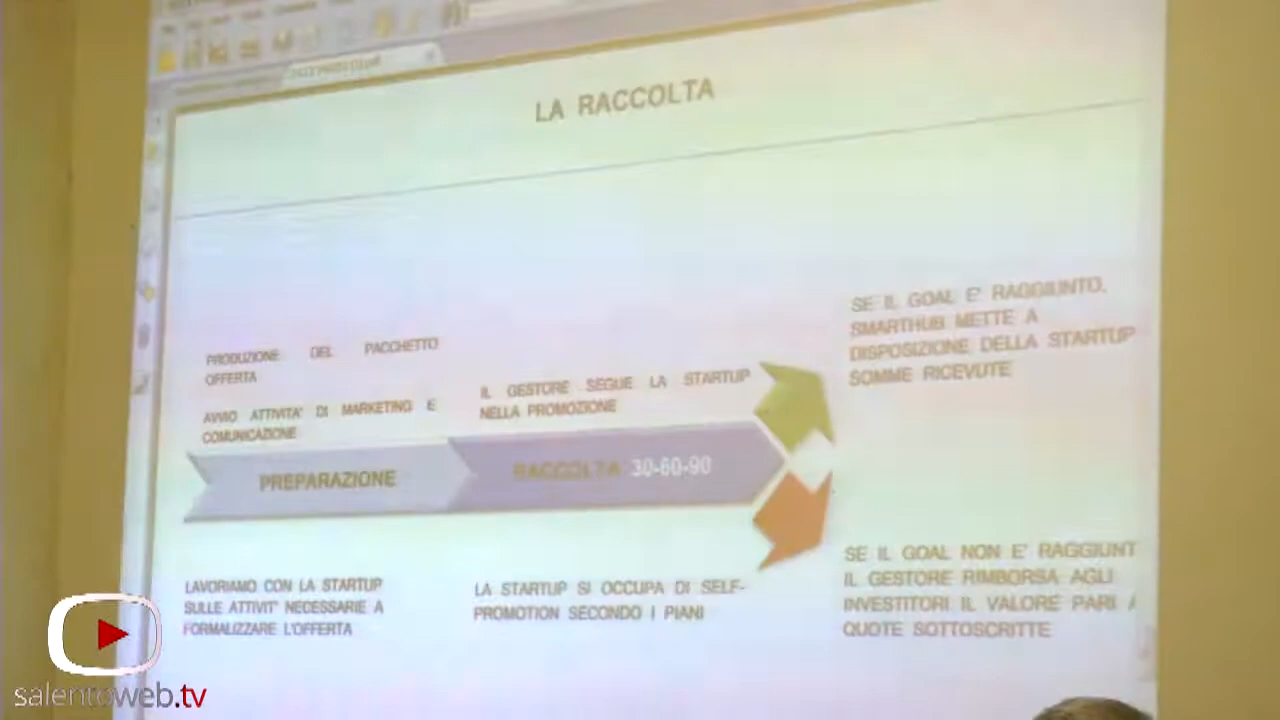 LA RACCOLTA
PRODUZIONE DEL PACCHETTO
OFFERTA
AVVIO ATTIVITA' DI MARKETING E
COMUNICAZIONE
IL GESTORE SEGUE LA STARTUP
NELLA PROMOZIONE
SE IL GOAL E' RAGGIUNTO,
SMARTHUB METTE A
DISPOSIZIONE DELLA STARTUP
SOMME RICEVUTE
PREPARAZIONE
RACCOLTA 30-60-90
LAVORIAMO CON LA STARTUP
SULLE ATTIVIT' NECESSARIE A
FORMALIZZARE L'OFFERTA
LA STARTUP SI OCCUPA DI SELF-
PROMOTION SECONDO I PIANI
SE IL GOAL NON E' RAGGIUNT
IL GESTORE RIMBORSA AGLI
INVESTITORI IL VALORE PARI A
QUOTE SOTTOSCRITTE
salentoweb.tv